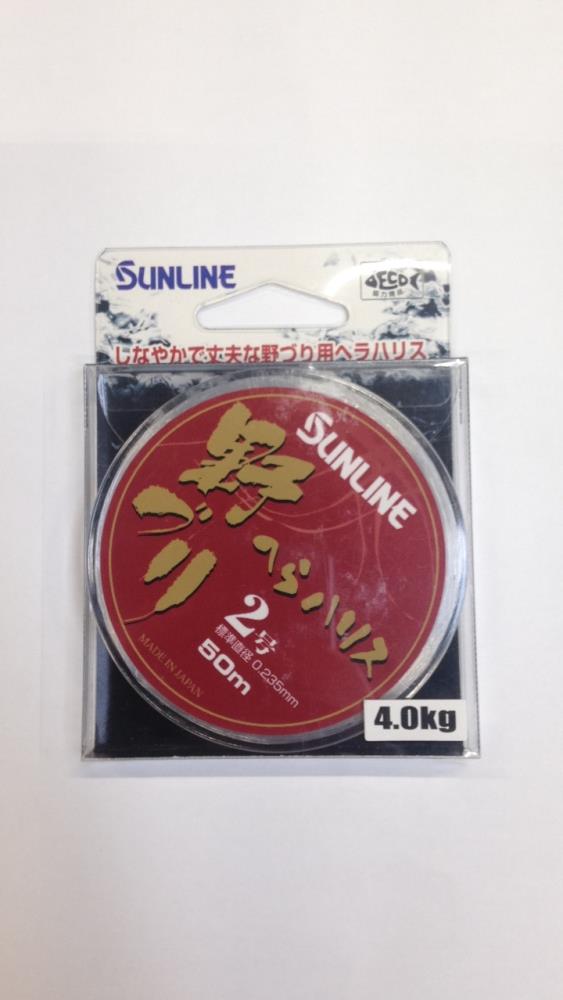 SUNLINE
DECOY
しなやかで丈夫な野づり用ヘラハリス
SUNLINE
野づり
へらハリス
2号
標準直径 0.235mm
50m
MADE IN JAPAN
4.0kg